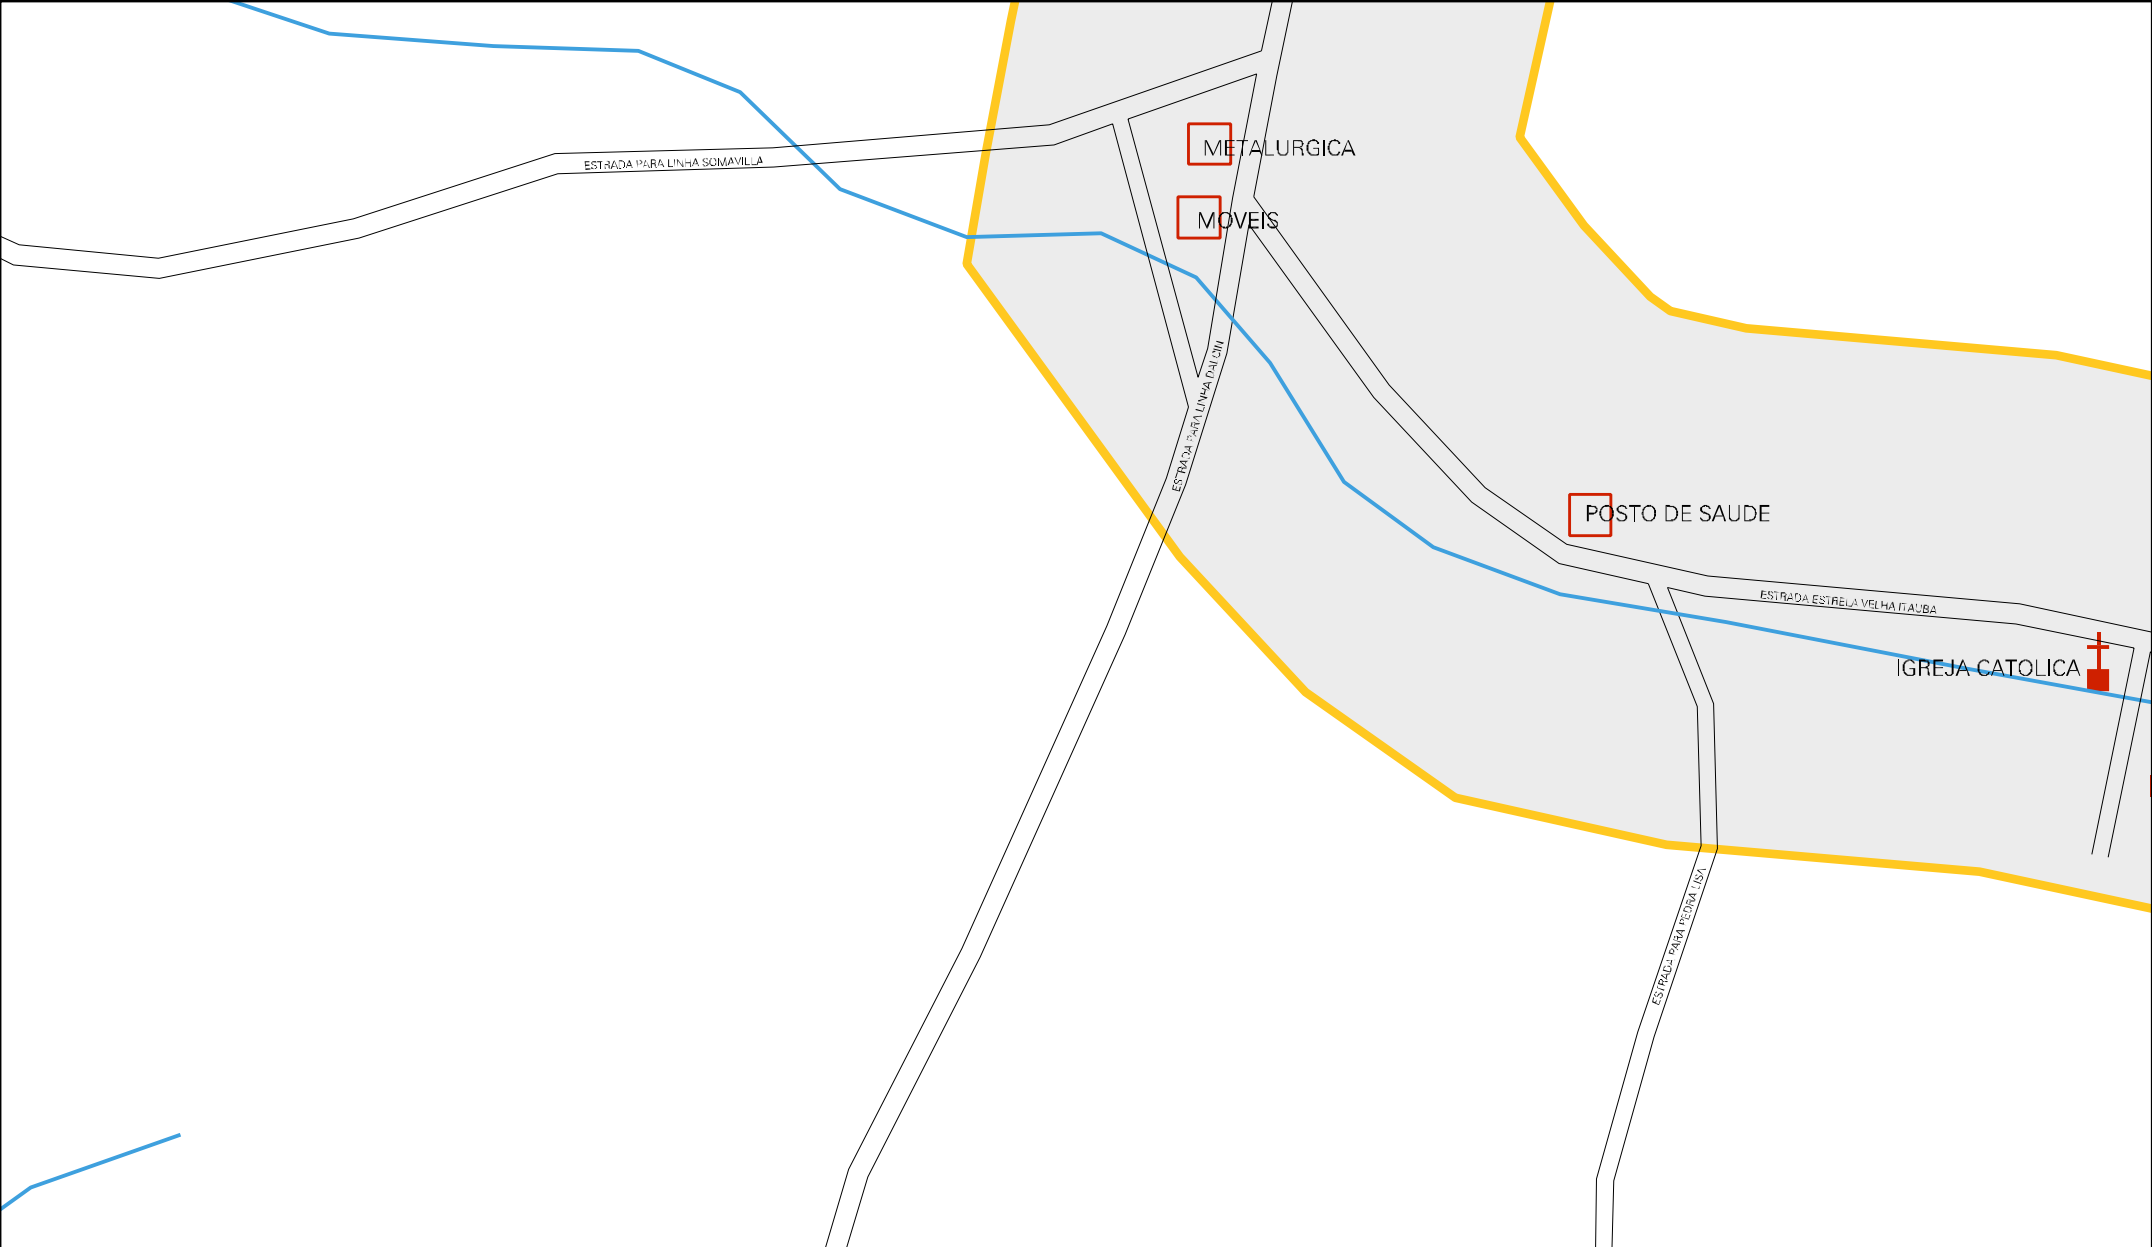 METALURGICA
ESTRADA PARA LINHA SOMAVILLA
MOVEIS
ESTRADA PARA LINHA DALCIN
POSTO DE SAUDE
ESTRADA ESTRELA VELHA ITAUBA
IGREJA CATOLICA
ESTRADA PARA PEDRA LISA